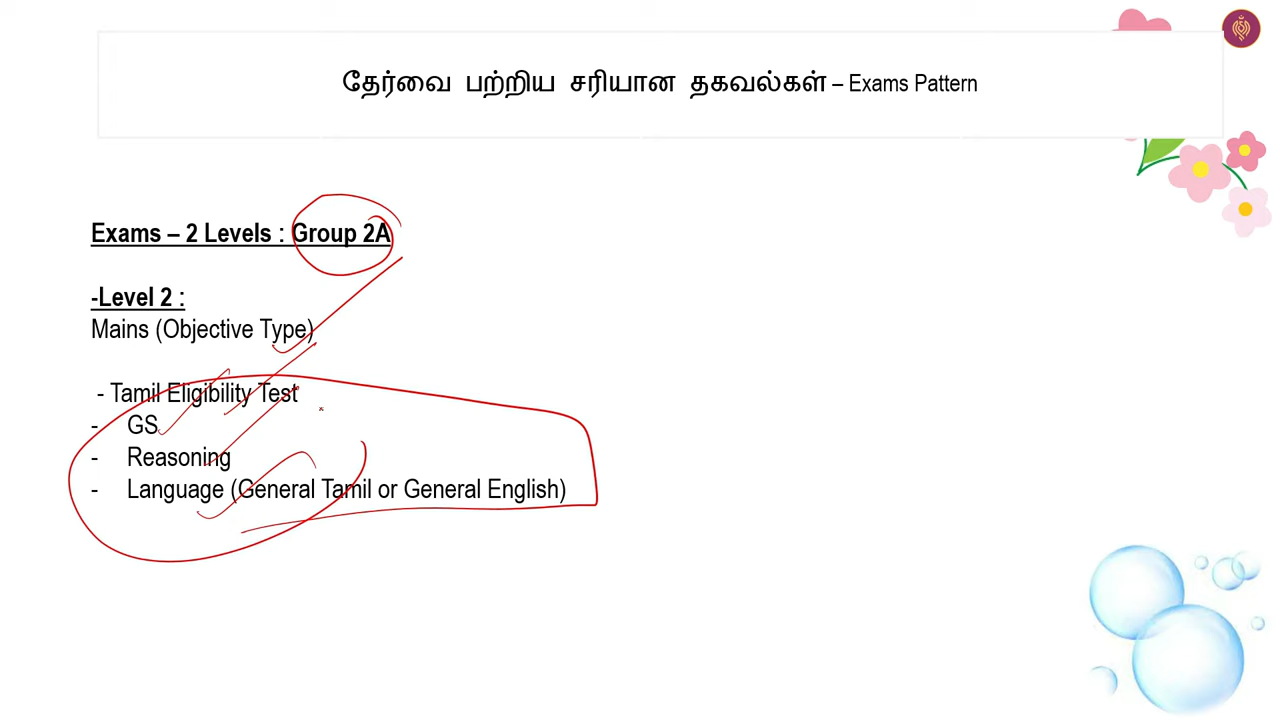 தேர்வை பற்றிய சரியான தகவல்கள் – Exams Pattern
Exams – 2 Levels : Group 2A
-Level 2 :
Mains (Objective Type)
- Tamil Eligibility Test
- GS
- Reasoning
- Language (General Tamil or General English)